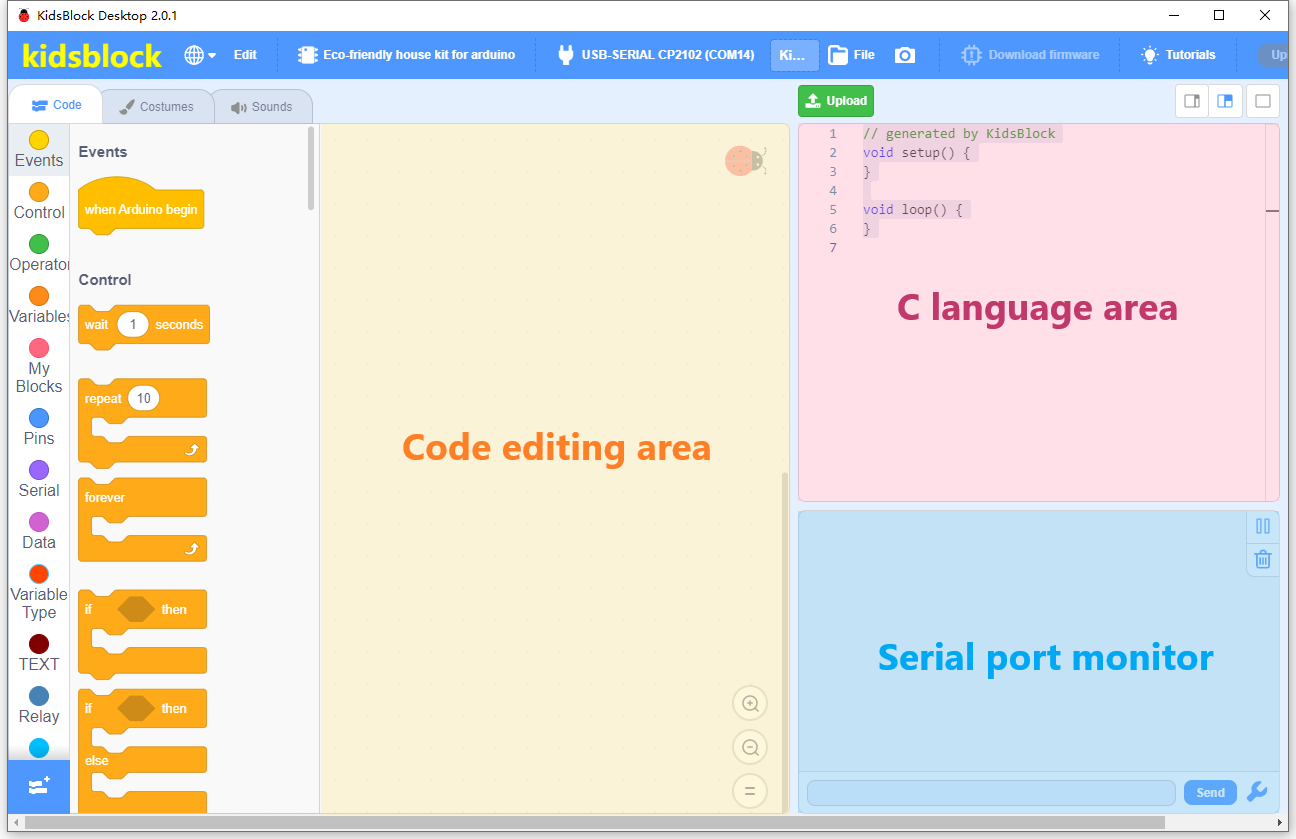 KidsBlock Desktop 2.0.1
kidsblock
Edit
Eco-friendly house kit for arduino
USB-SERIAL CP2102 (COM14)
Ki...
File
Download firmware
Tutorials
Up
Code
Costumes
Sounds
Upload
Events
Control
Operator
Variables
My
Blocks
Pins
Serial
Data
Variable
Type
TEXT
Relay
Events
when Arduino begin
Control
wait 1 seconds
repeat 10
forever
if then
if then
else
Code editing area
1 // generated by KidsBlock
2 void setup() {
3 }
4
5 void loop() {
6 }
7
C language area
Serial port monitor
Send